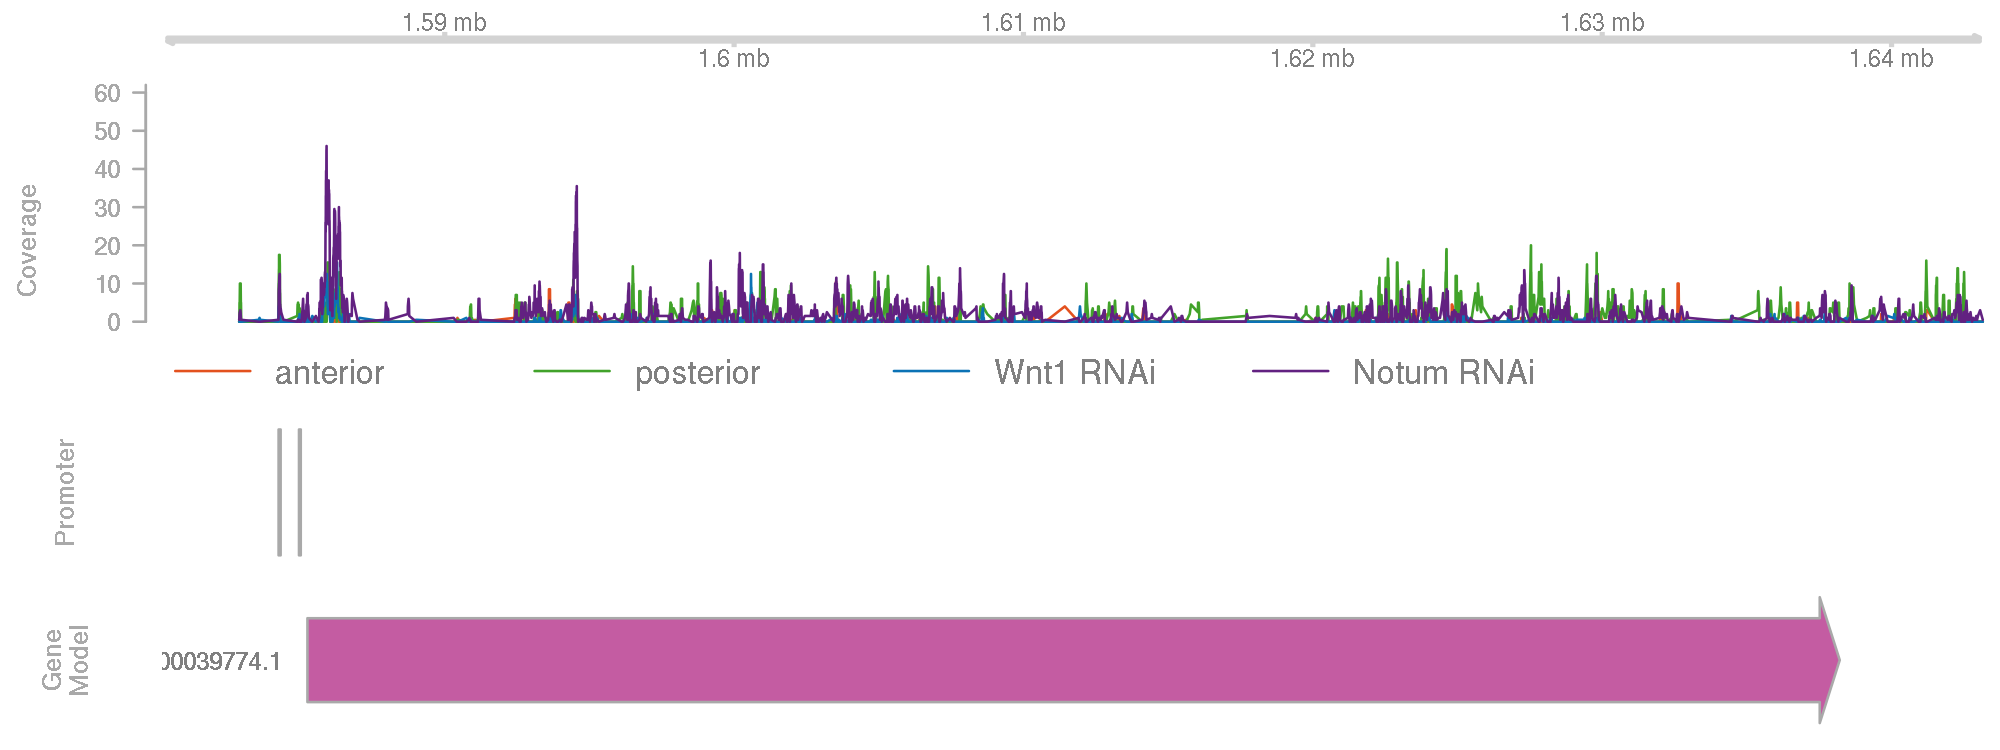 1.59 mb 1.61 mb 1.63 mb
1.6 mb 1.62 mb 1.64 mb
60
50
40
30
20
10
0
Coverage
anterior posterior Wnt1 RNAi Notum RNAi
Promoter
Gene
Model
00039774.1